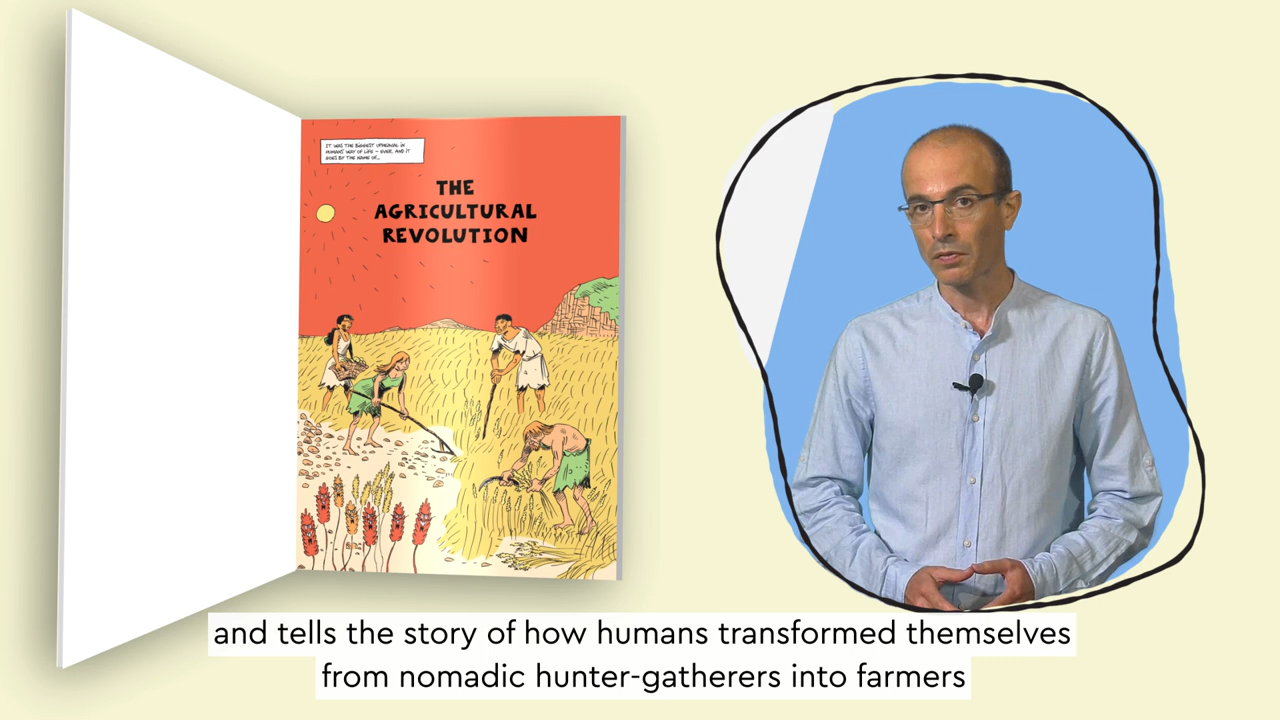 IT WAS THE BIGGEST UPHEAVAL IN
HUMANS' WAY OF LIFE – EVER. AND IT
GOES BY THE NAME OF...
THE
AGRICULTURAL
REVOLUTION
and tells the story of how humans transformed themselves
from nomadic hunter-gatherers into farmers